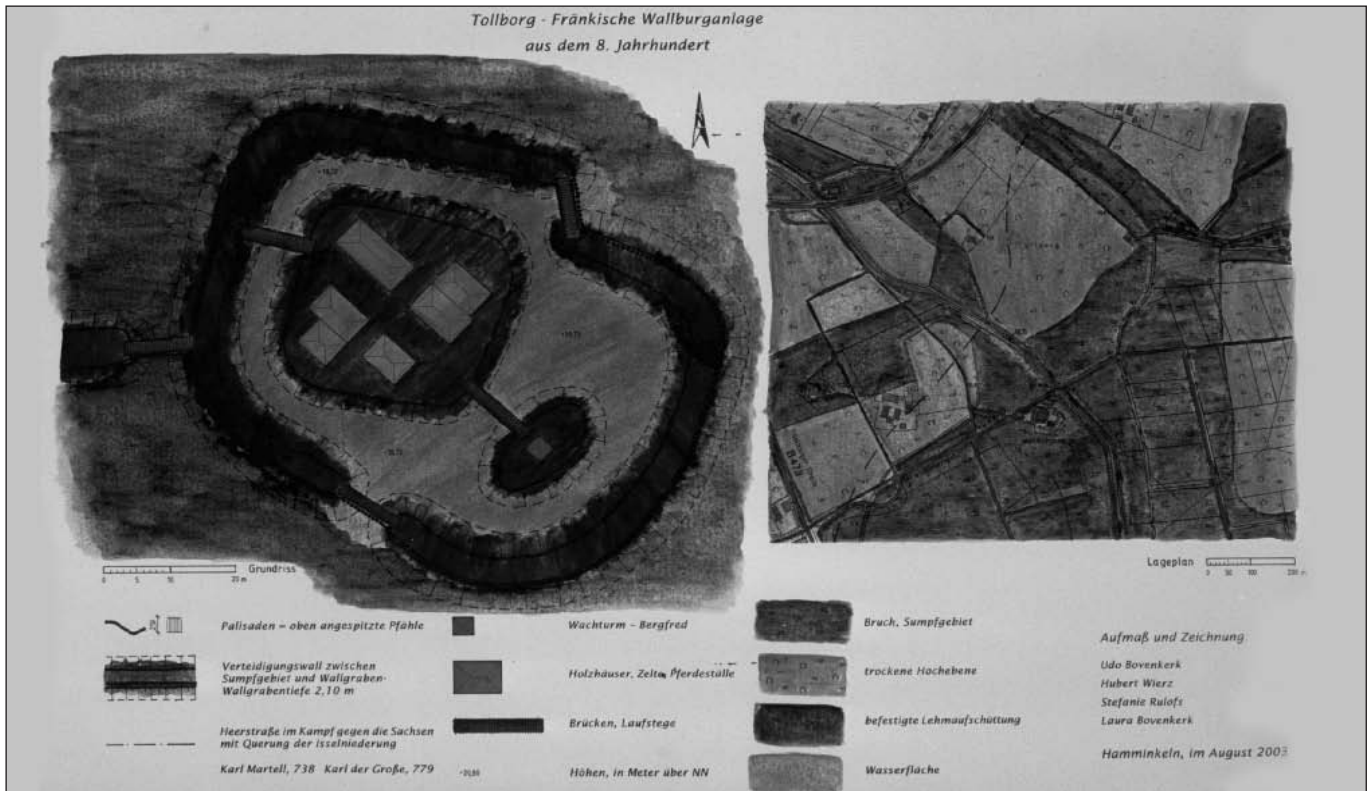 Tollborg - Fränkische Wallburganlage
aus dem 8. Jahrhundert
B 473
Grundriss
0 5 10 20 m
Lageplan
0 50 100 200 m
Palisaden = oben angespitzte Pfähle
Verteidigungswall zwischen
Sumpfgebiet und Wallgraben-
Wallgrabentiefe 2,10 m
Heerstraße im Kampf gegen die Sachsen
mit Querung der Isselniederung
Karl Martell, 738 Karl der Große, 779
Wachturm - Bergfred
Holzhäuser, Zelte, Pferdeställe
Brücken, Laufstege
Höhen, in Meter über NN
Bruch, Sumpfgebiet
trockene Hochebene
befestigte Lehmaufschüttung
Wasserfläche
Aufmaß und Zeichnung
Udo Bovenkerk
Hubert Wierz
Stefanie Rulofs
Laura Bovenkerk
Hamminkeln, im August 2003